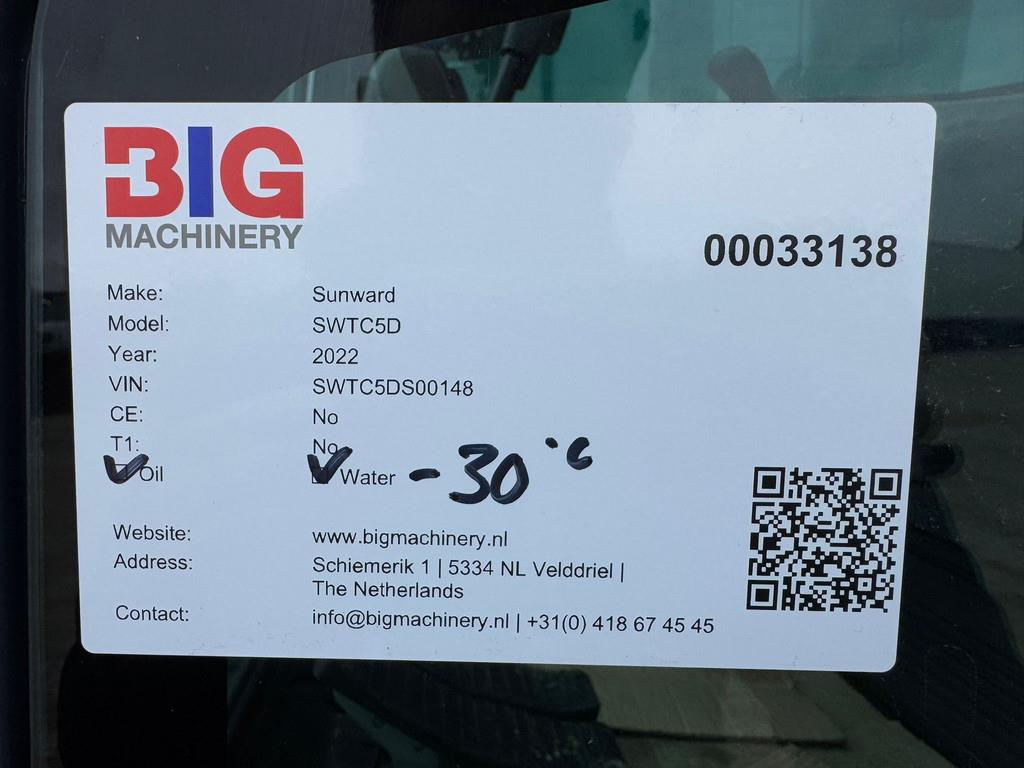 BIG
MACHINERY
00033138
Make: Sunward
Model: SWTC5D
Year: 2022
VIN: SWTC5DS00148
CE: No
T1: No
Oil Water -30°C
Website: www.bigmachinery.nl
Address: Schiemerik 1 | 5334 NL Velddriel |
The Netherlands
Contact: info@bigmachinery.nl | +31(0) 418 67 45 45